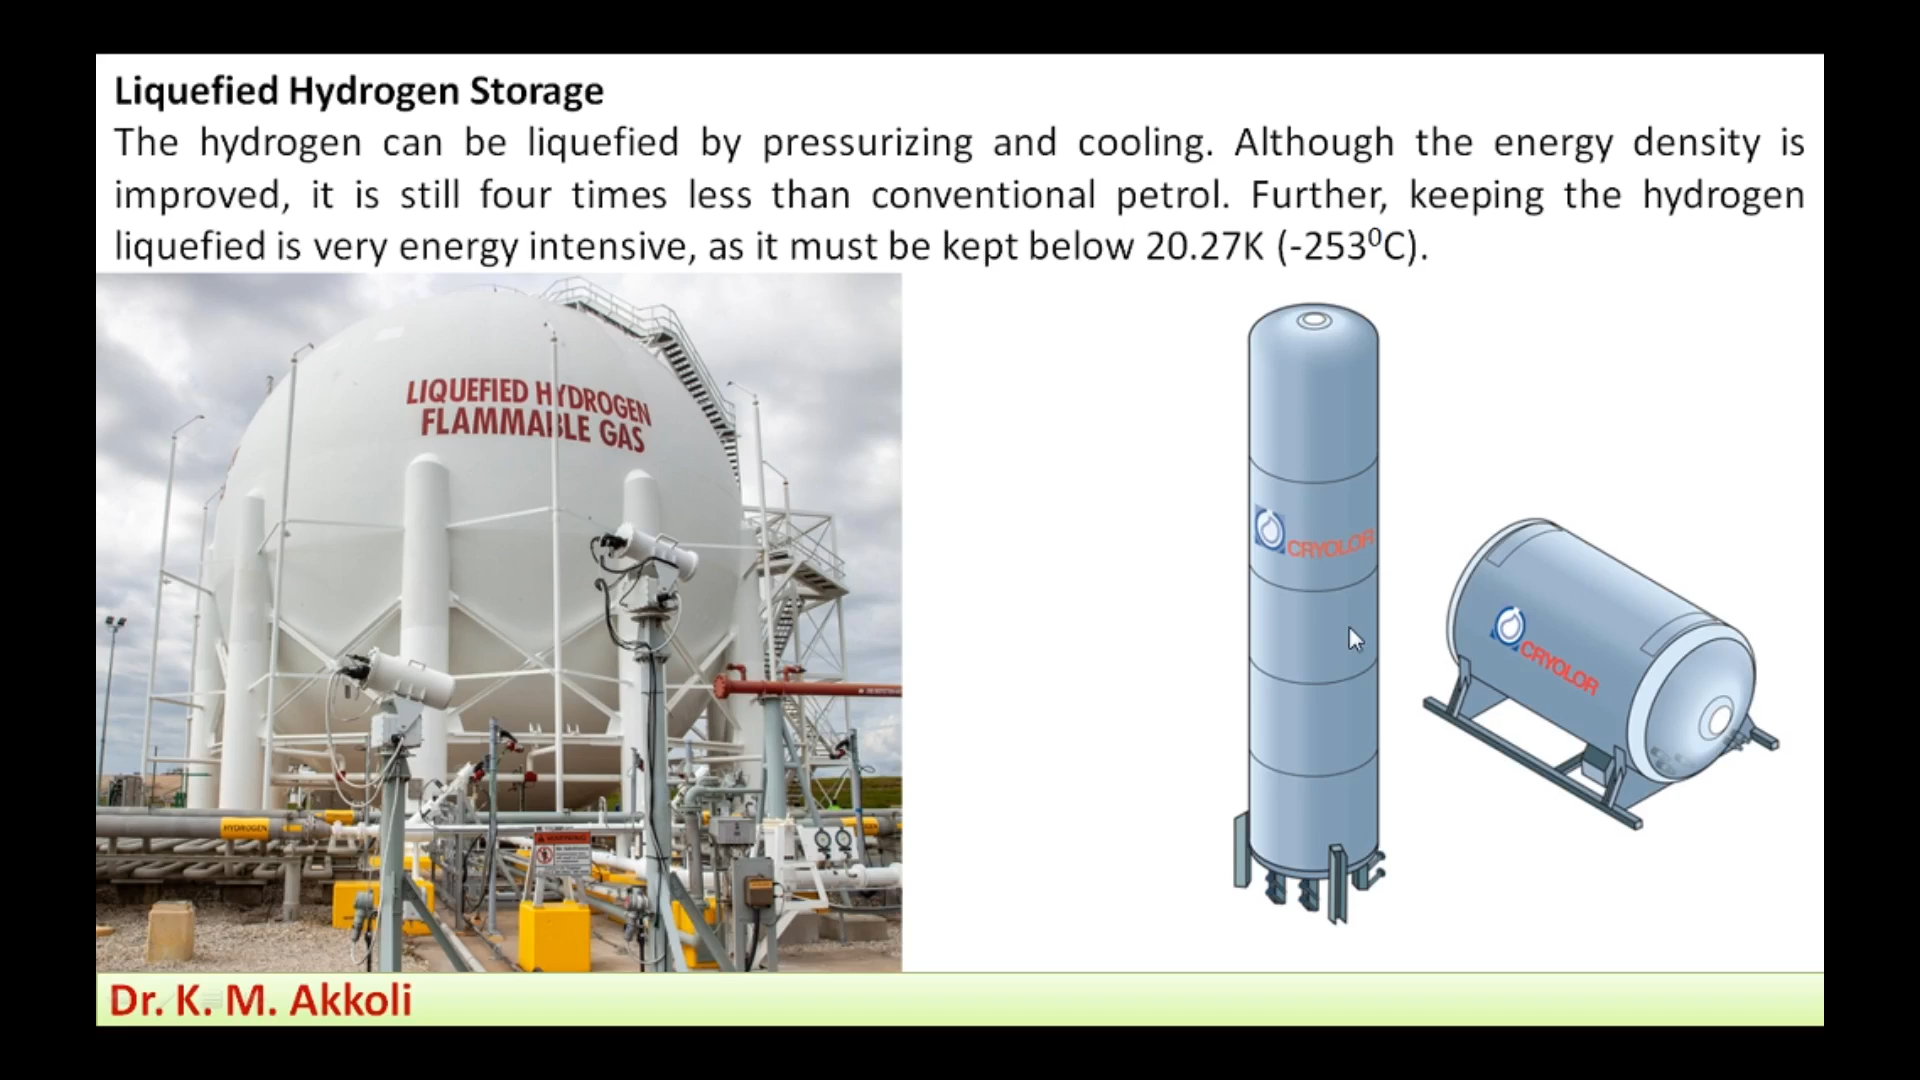 Liquefied Hydrogen Storage
The hydrogen can be liquefied by pressurizing and cooling. Although the energy density is
improved, it is still four times less than conventional petrol. Further, keeping the hydrogen
liquefied is very energy intensive, as it must be kept below 20.27K (-253⁰C).
LIQUEFIED HYDROGEN
FLAMMABLE GAS
CRYOLOR
CRYOLOR
HYDROGEN
WARNING
Dr. K. M. Akkoli